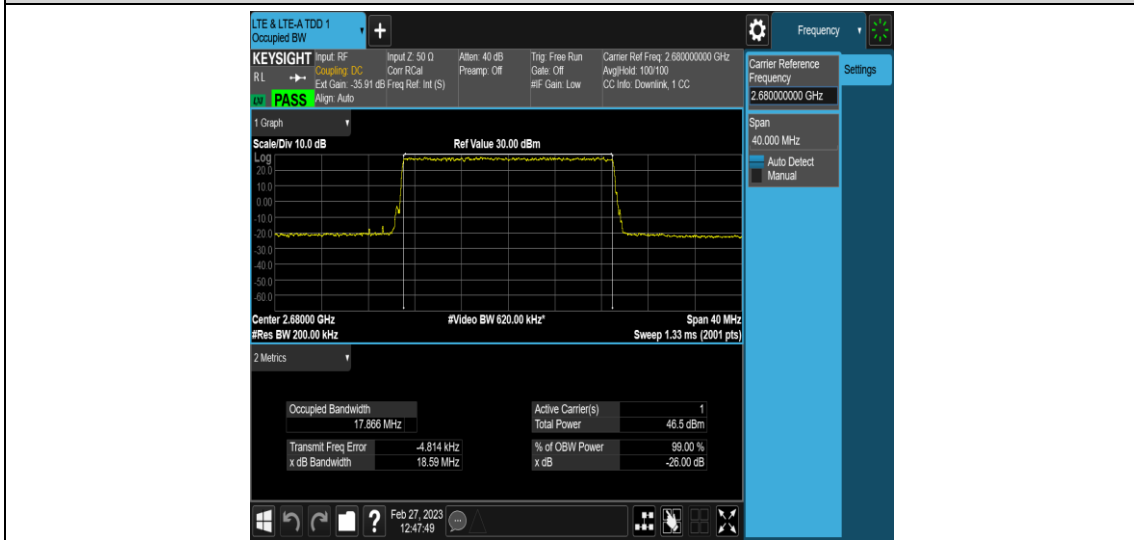 LTE & LTE-A TDD 1
Occupied BW
+
Frequency
KEYSIGHT
RL
PASS
Input: RF
Coupling: DC
Ext Gain: -35.91 dB
Align: Auto
Input Z: 50 Ω
Corr RCal
Freq Ref: Int (S)
Atten: 40 dB
Preamp: Off
Trig: Free Run
Gate: Off
#IF Gain: Low
Carrier Ref Freq: 2.680000000 GHz
Avg|Hold: 100/100
CC Info: Downlink, 1 CC
Carrier Reference
Frequency
2.680000000 GHz
Settings
Span
40.000 MHz
Auto Detect
Manual
1 Graph
Scale/Div 10.0 dB
Ref Value 30.00 dBm
Log
20.0
10.0
0.00
-10.0
-20.0
-30.0
-40.0
-50.0
-60.0
Center 2.68000 GHz
#Video BW 620.00 kHz*
Span 40 MHz
#Res BW 200.00 kHz
Sweep 1.33 ms (2001 pts)
2 Metrics
Occupied Bandwidth
17.866 MHz
Active Carrier(s) 1
Total Power 46.5 dBm
Transmit Freq Error -4.814 kHz
x dB Bandwidth 18.59 MHz
% of OBW Power 99.00 %
x dB -26.00 dB
?
Feb 27, 2023
12:47:49